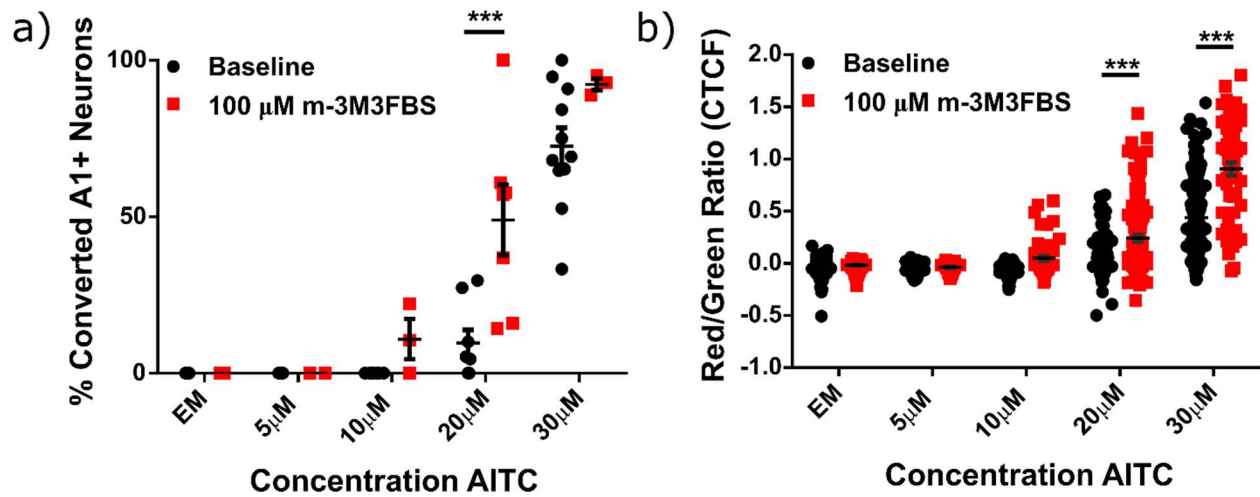 a)
% Converted A1+ Neurons
100
50
0
Baseline
100 μM m-3M3FBS
***
EM
5μM
10μM
20μM
30μM
Concentration AITC
b)
Red/Green Ratio (CTCF)
2.0
1.5
1.0
0.5
0.0
-0.5
-1.0
Baseline
100 μM m-3M3FBS
***
***
EM
5μM
10μM
20μM
30μM
Concentration AITC